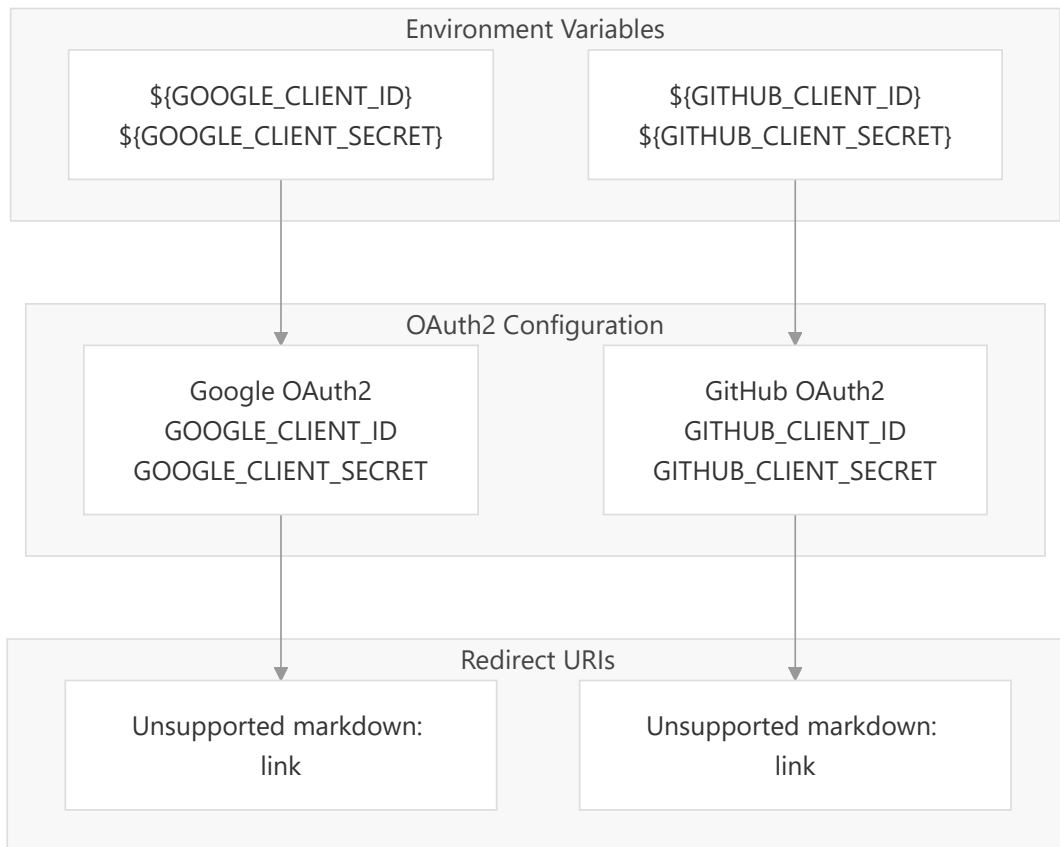 Environment Variables
${GOOGLE_CLIENT_ID}
${GOOGLE_CLIENT_SECRET}
${GITHUB_CLIENT_ID}
${GITHUB_CLIENT_SECRET}
OAuth2 Configuration
Google OAuth2
GOOGLE_CLIENT_ID
GOOGLE_CLIENT_SECRET
GitHub OAuth2
GITHUB_CLIENT_ID
GITHUB_CLIENT_SECRET
Redirect URIs
Unsupported markdown:
link
Unsupported markdown:
link